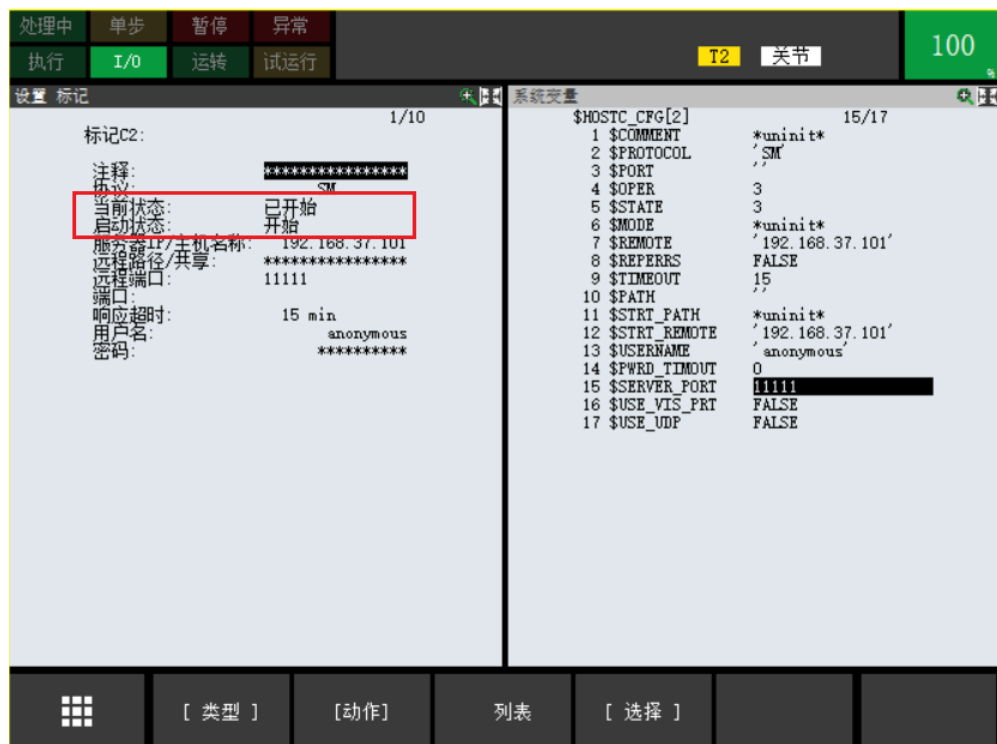 处理中 单步 暂停 异常
执行 I/O 运转 试运行
T2 关节
100
%
设置 标记
1/10
标记C2:
注释: ****************
协议: SM
当前状态: 已开始
启动状态: 开始
服务器IP/主机名称: 192.168.37.101
远程路径/共享: ****************
远程端口: 11111
端口:
响应超时: 15 min
用户名: anonymous
密码: **********
系统变量
$HOSTC_CFG[2] 15/17
1 $COMMENT *uninit*
2 $PROTOCOL 'SM'
3 $PORT ''
4 $OPER 3
5 $STATE 3
6 $MODE *uninit*
7 $REMOTE '192.168.37.101'
8 $REPERRS FALSE
9 $TIMEOUT 15
10 $PATH ''
11 $STRT_PATH *uninit*
12 $STRT_REMOTE '192.168.37.101'
13 $USERNAME 'anonymous'
14 $PWRD_TIMOUT 0
15 $SERVER_PORT 11111
16 $USE_VIS_PRT FALSE
17 $USE_UDP FALSE
[ 类型 ] [动作] 列表 [ 选择 ]